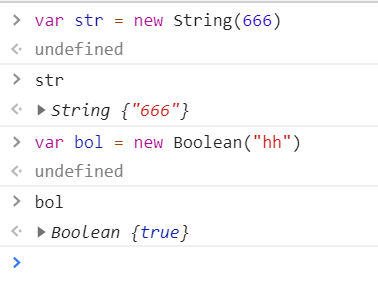 > var str = new String(666)
< undefined
> str
< ▶ String {"666"}
> var bol = new Boolean("hh")
< undefined
> bol
< ▶ Boolean {true}
>